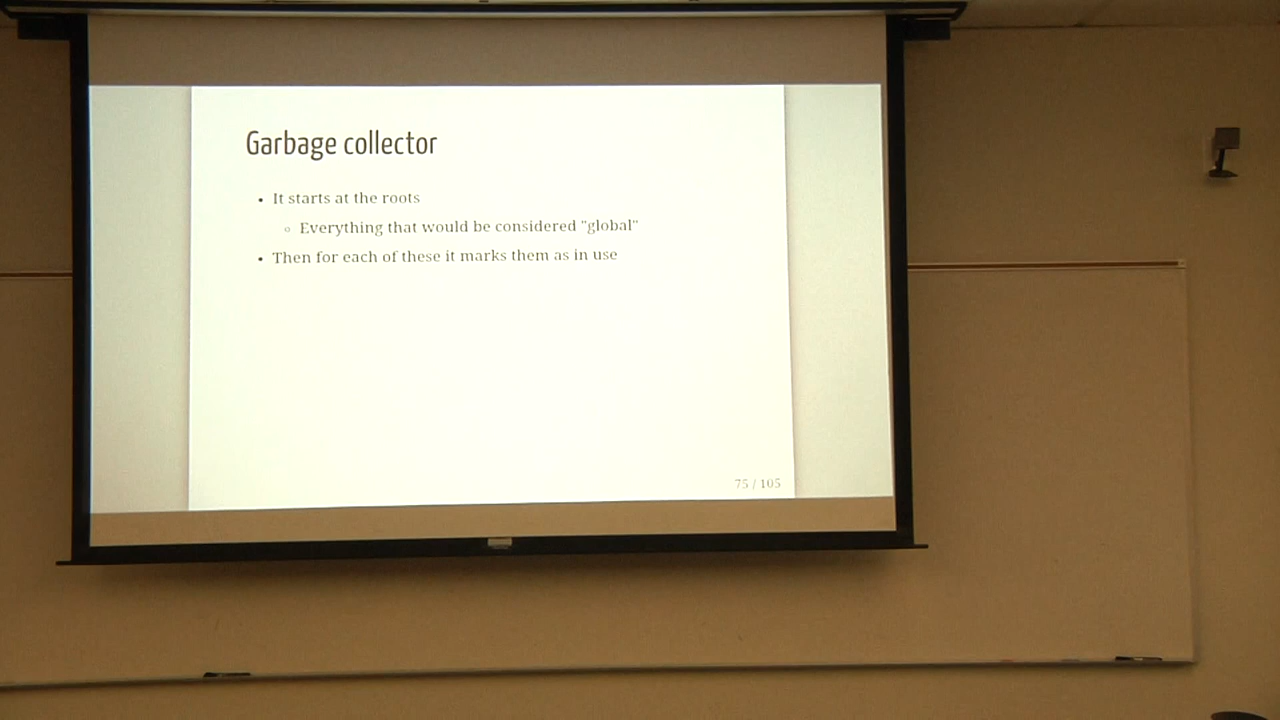 Garbage collector
• It starts at the roots
◦ Everything that would be considered "global"
• Then for each of these it marks them as in use
75 / 105